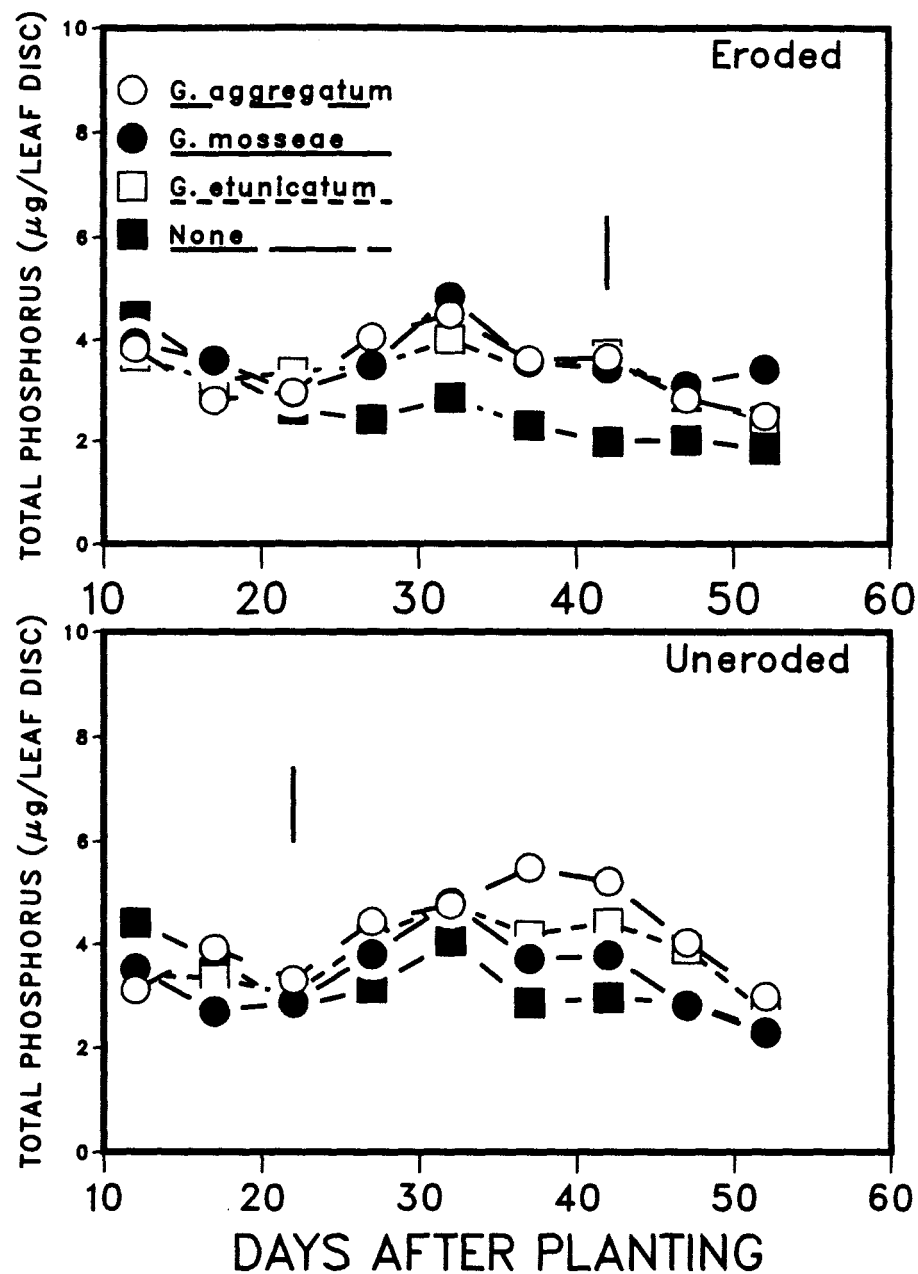 Eroded
G. aggregatum
G. mosseae
G. etunicatum
None
TOTAL PHOSPHORUS (µg/LEAF DISC)
10
8
6
4
2
0
10 20 30 40 50 60
Uneroded
TOTAL PHOSPHORUS (µg/LEAF DISC)
10
8
6
4
2
0
10 20 30 40 50 60
DAYS AFTER PLANTING